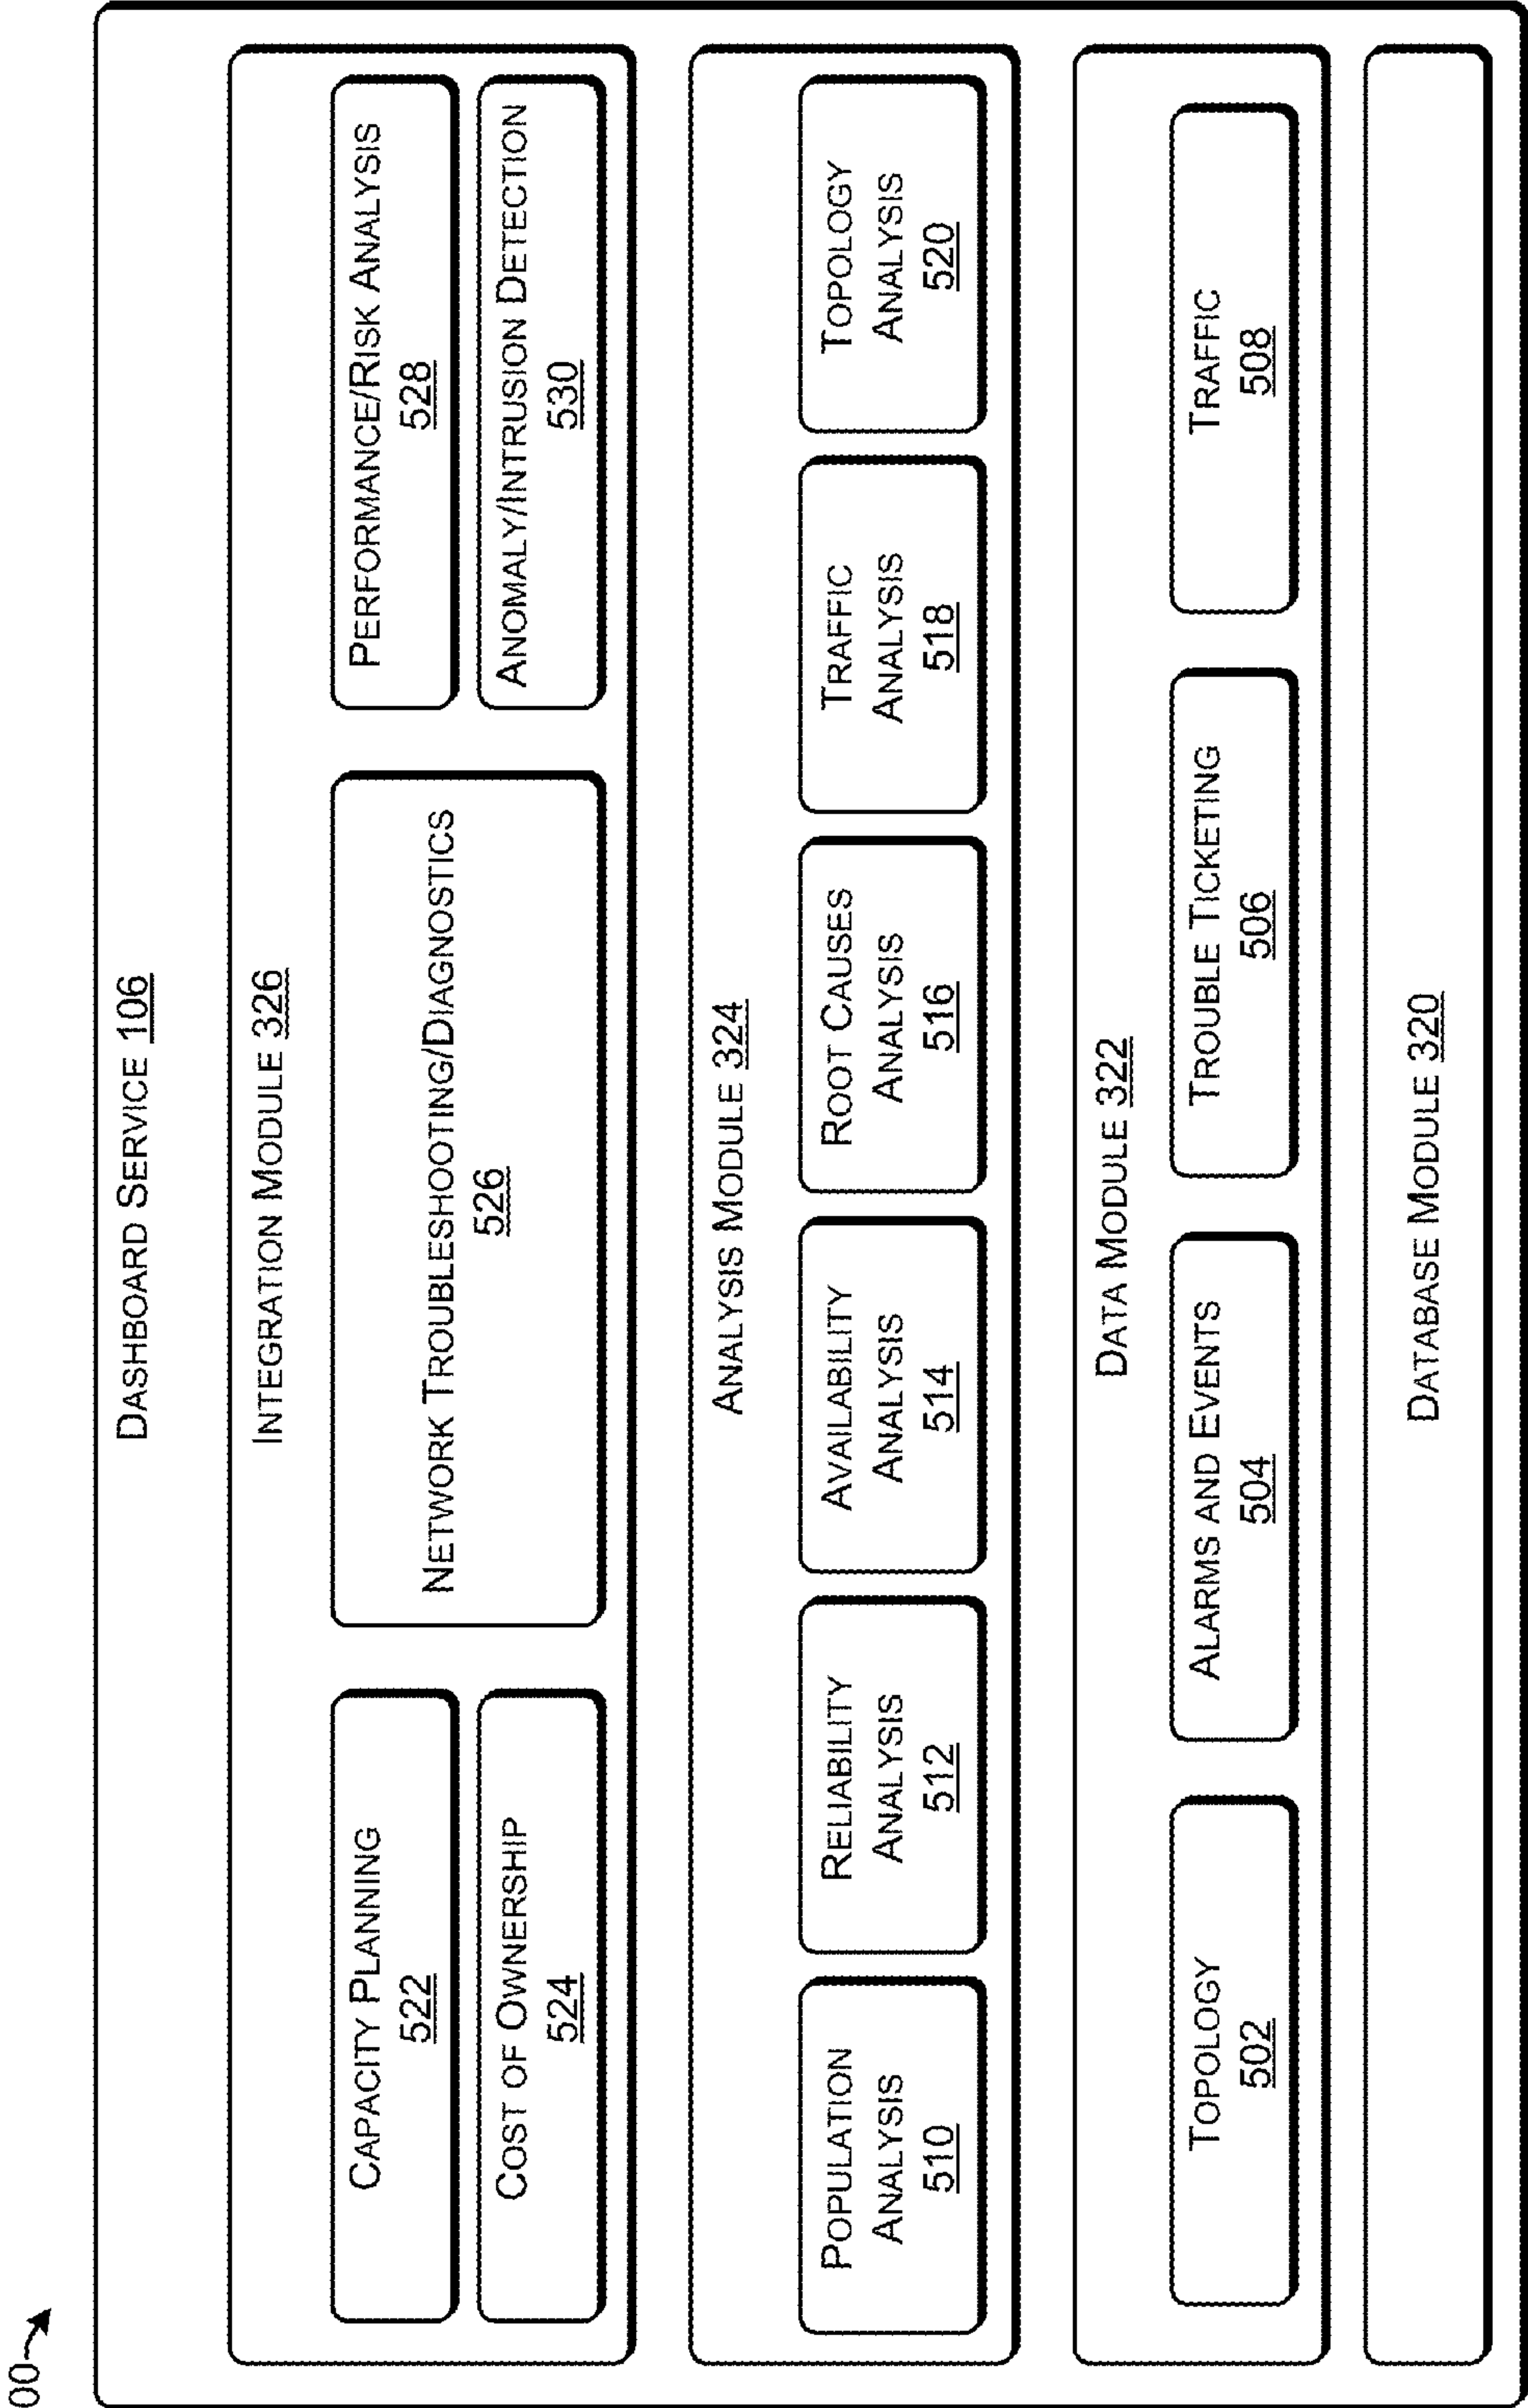 00
DASHBOARD SERVICE 106
INTEGRATION MODULE 326
CAPACITY PLANNING
522
COST OF OWNERSHIP
524
NETWORK TROUBLESHOOTING/DIAGNOSTICS
526
PERFORMANCE/RISK ANALYSIS
528
ANOMALY/INTRUSION DETECTION
530
ANALYSIS MODULE 324
POPULATION
ANALYSIS
510
RELIABILITY
ANALYSIS
512
AVAILABILITY
ANALYSIS
514
ROOT CAUSES
ANALYSIS
516
TRAFFIC
ANALYSIS
518
TOPOLOGY
ANALYSIS
520
DATA MODULE 322
TOPOLOGY
502
ALARMS AND EVENTS
504
TROUBLE TICKETING
506
TRAFFIC
508
DATABASE MODULE 320